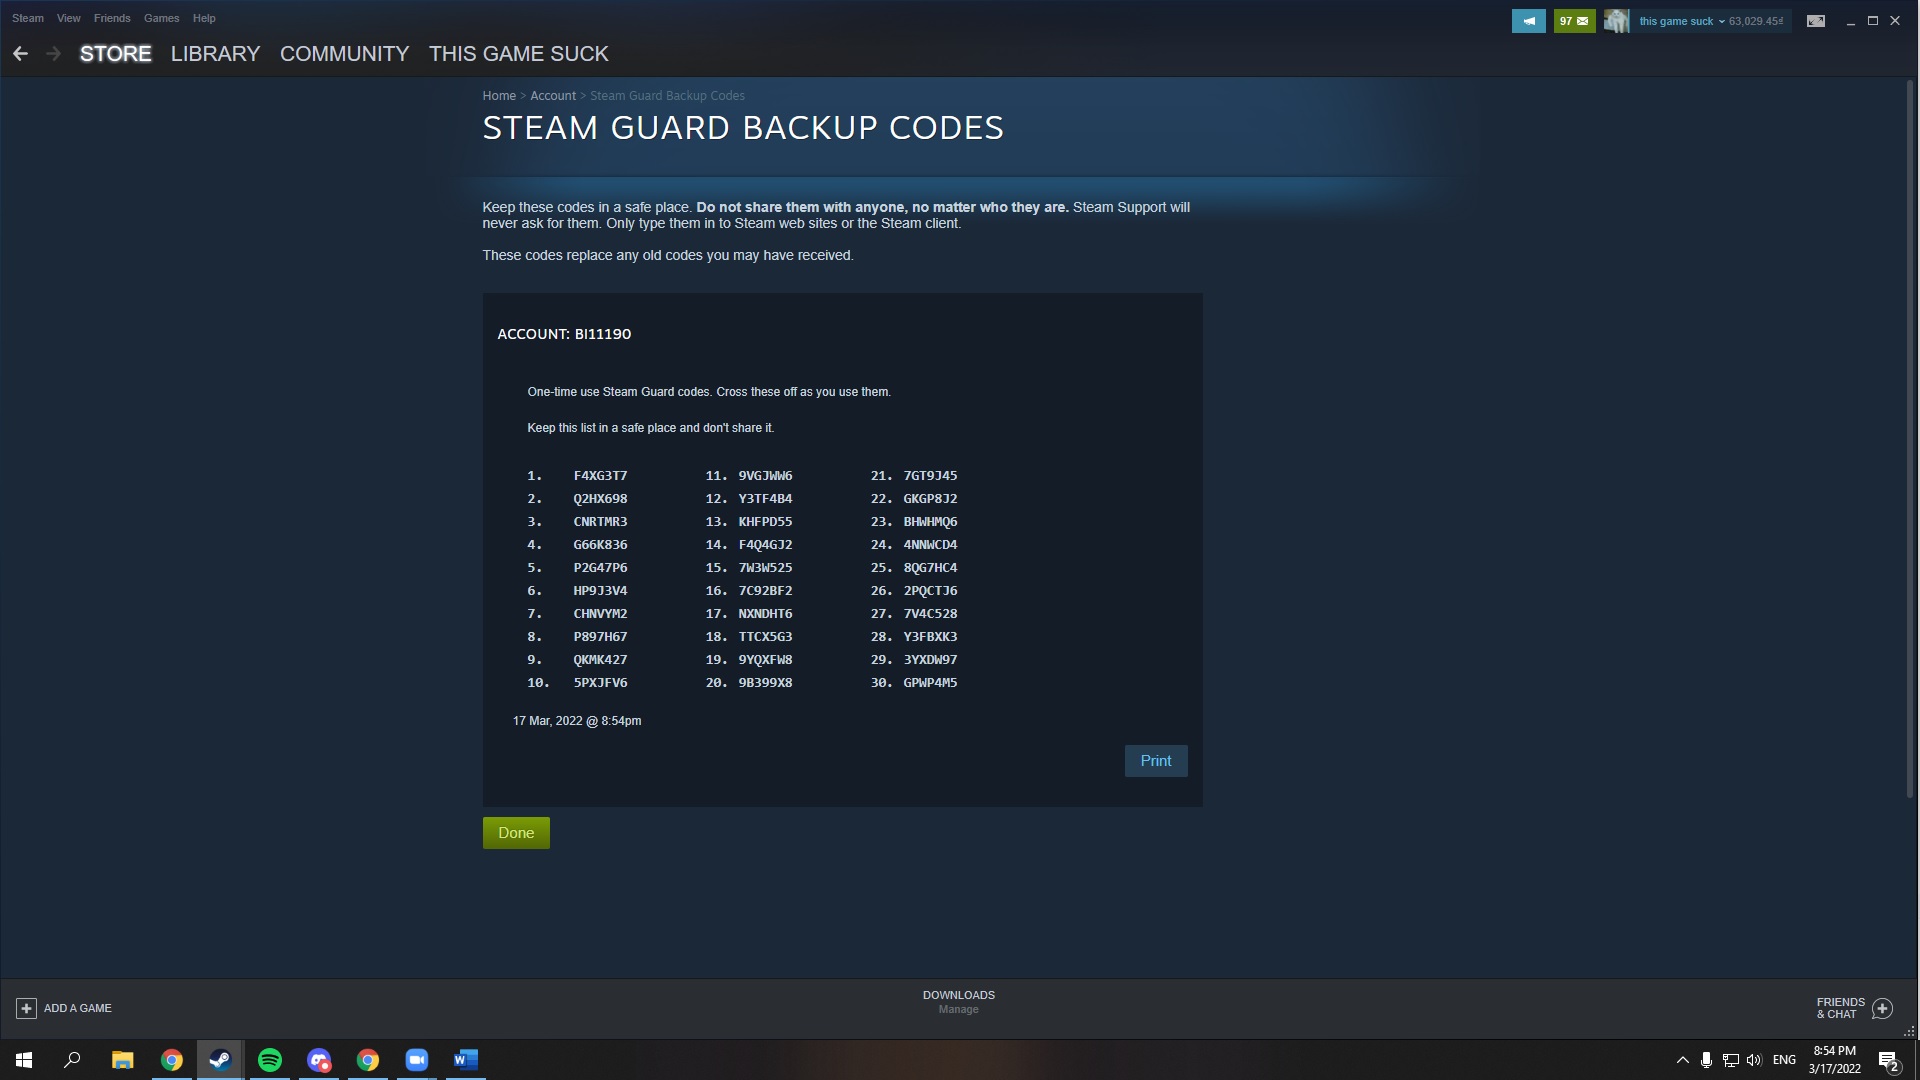 Steam View Friends Games Help
97 this game suck 63,029.45₫
STORE LIBRARY COMMUNITY THIS GAME SUCK
Home > Account > Steam Guard Backup Codes
STEAM GUARD BACKUP CODES
Keep these codes in a safe place. Do not share them with anyone, no matter who they are. Steam Support will
never ask for them. Only type them in to Steam web sites or the Steam client.
These codes replace any old codes you may have received.
ACCOUNT: BI11190
One-time use Steam Guard codes. Cross these off as you use them.
Keep this list in a safe place and don't share it.
1. F4XG3T7 11. 9VGJWW6 21. 7GT9J45
2. Q2HX698 12. Y3TF4B4 22. GKGP8J2
3. CNRTMR3 13. KHFPD55 23. BHWHMQ6
4. G66K836 14. F4Q4GJ2 24. 4NNWCD4
5. P2G47P6 15. 7W3W525 25. 8QG7HC4
6. HP9J3V4 16. 7C92BF2 26. 2PQCTJ6
7. CHNVYM2 17. NXNDHT6 27. 7V4C528
8. P897H67 18. TTCX5G3 28. Y3FBXK3
9. QKMK427 19. 9YQXFW8 29. 3YXDW97
10. 5PXJFV6 20. 9B399X8 30. GPWP4M5
17 Mar, 2022 @ 8:54pm
Print
Done
ADD A GAME
DOWNLOADS
Manage
FRIENDS
& CHAT
W
ENG
8:54 PM
3/17/2022
2